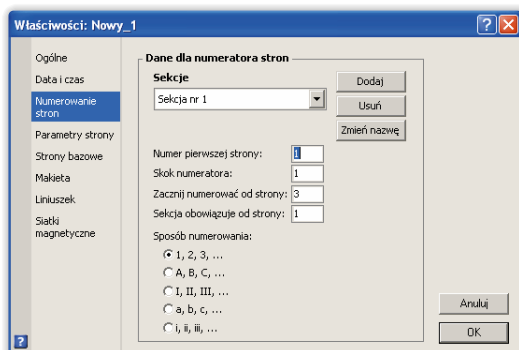 Właściwości: Nowy_1
Ogólne
Data i czas
Numerowanie
stron
Parametry strony
Strony bazowe
Makieta
Liniuszek
Siatki
magnetyczne
Dane dla numeratora stron
Sekcje
Sekcja nr 1
Dodaj
Usuń
Zmień nazwę
Numer pierwszej strony: 1
Skok numeratora: 1
Zacznij numerować od strony: 3
Sekcja obowiązuje od strony: 1
Sposób numerowania:
1, 2, 3, ...
A, B, C, ...
I, II, III, ...
a, b, c, ...
i, ii, iii, ...
Anuluj
OK